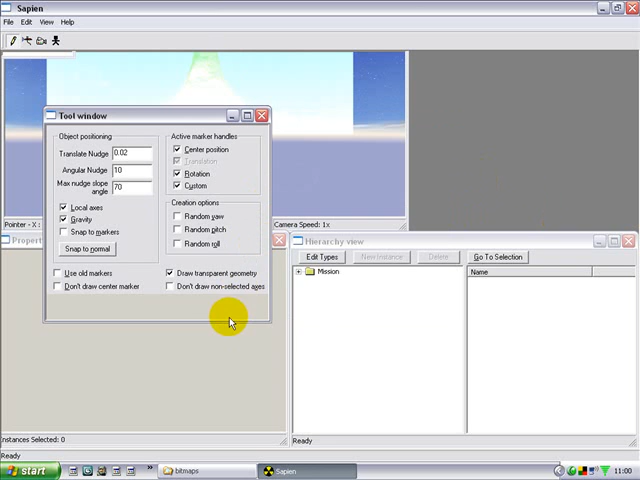 Sapien
File Edit View Help
Tool window
Object positioning
Translate Nudge 0.02
Angular Nudge 10
Max nudge slope angle 70
Local axes
Gravity
Snap to markers
Snap to normal
Use old markers
Don't draw center marker
Active marker handles
Center position
Translation
Rotation
Custom
Creation options
Random yaw
Random pitch
Random roll
Draw transparent geometry
Don't draw non-selected axes
Pointer - X :
Camera Speed: 1x
Hierarchy view
Edit Types New Instance Delete Go To Selection
Mission
Name
Instances Selected: 0
Ready
Ready
start bitmaps Sapien 11:00